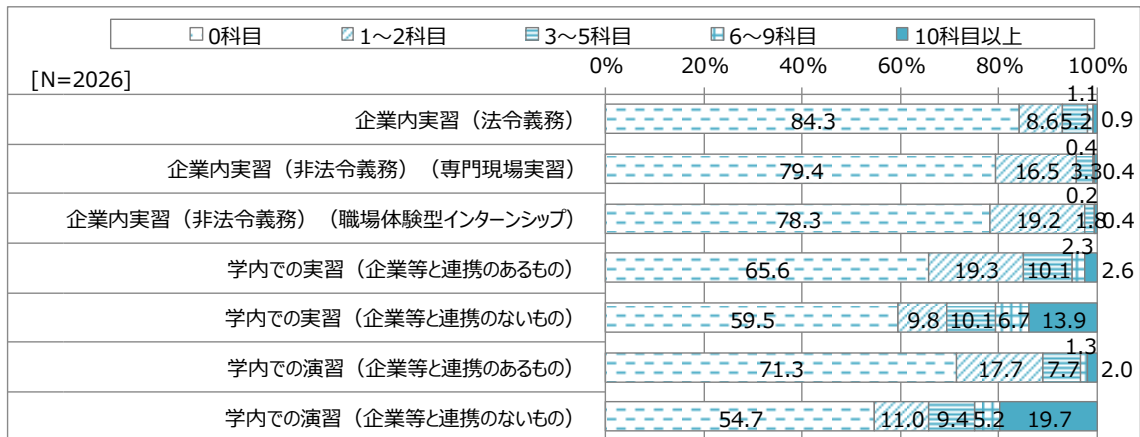 0科目 1～2科目 3～5科目 6～9科目 10科目以上
[N=2026]
0% 20% 40% 60% 80% 100%
企業内実習（法令義務） 84.3 8.6 5.2 1.1 0.9
企業内実習（非法令義務）（専門現場実習） 79.4 16.5 3.3 0.4 0.4
企業内実習（非法令義務）（職場体験型インターンシップ） 78.3 19.2 1.8 0.2 0.4
学内での実習（企業等と連携のあるもの） 65.6 19.3 10.1 2.3 2.6
学内での実習（企業等と連携のないもの） 59.5 9.8 10.1 6.7 13.9
学内での演習（企業等と連携のあるもの） 71.3 17.7 7.7 1.3 2.0
学内での演習（企業等と連携のないもの） 54.7 11.0 9.4 5.2 19.7